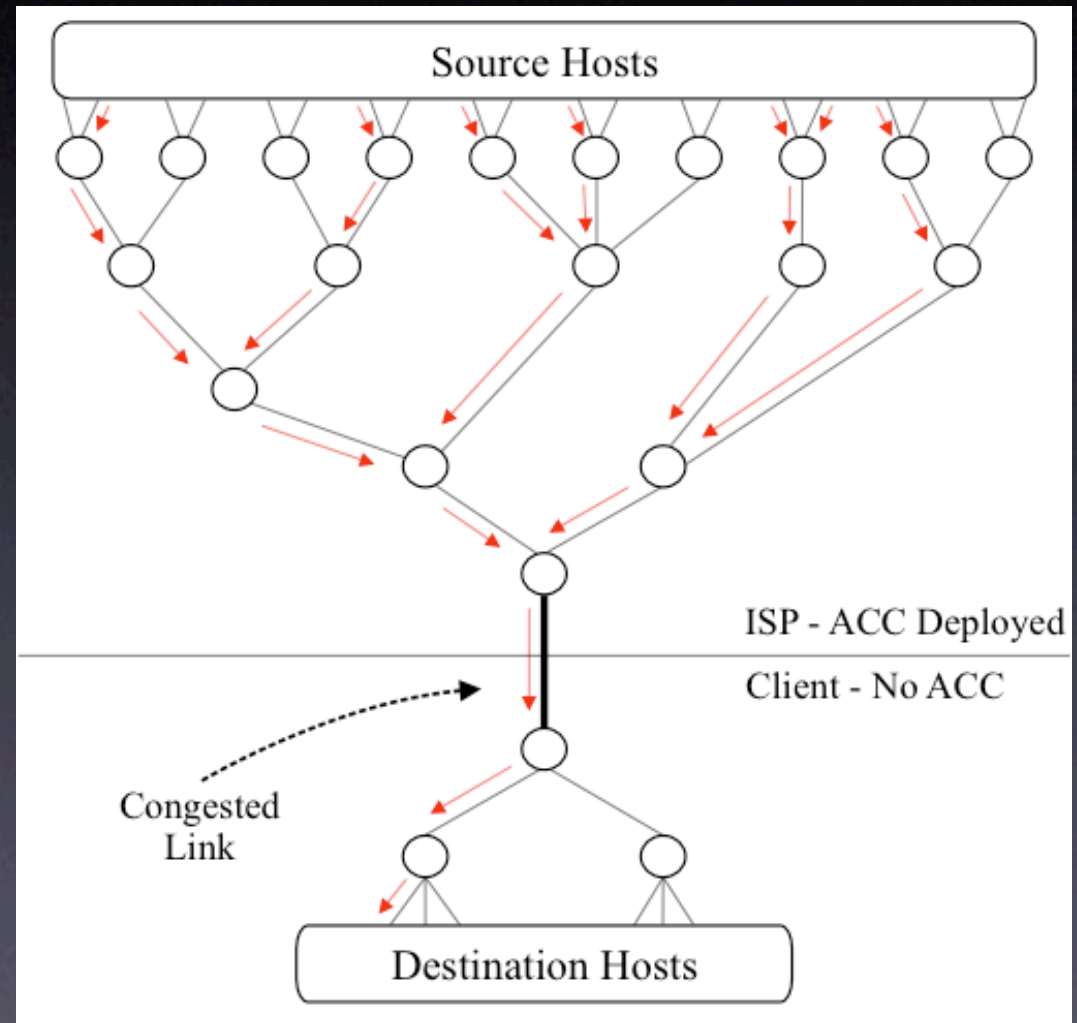 Source Hosts
ISP - ACC Deployed
Client - No ACC
Congested
Link
Destination Hosts